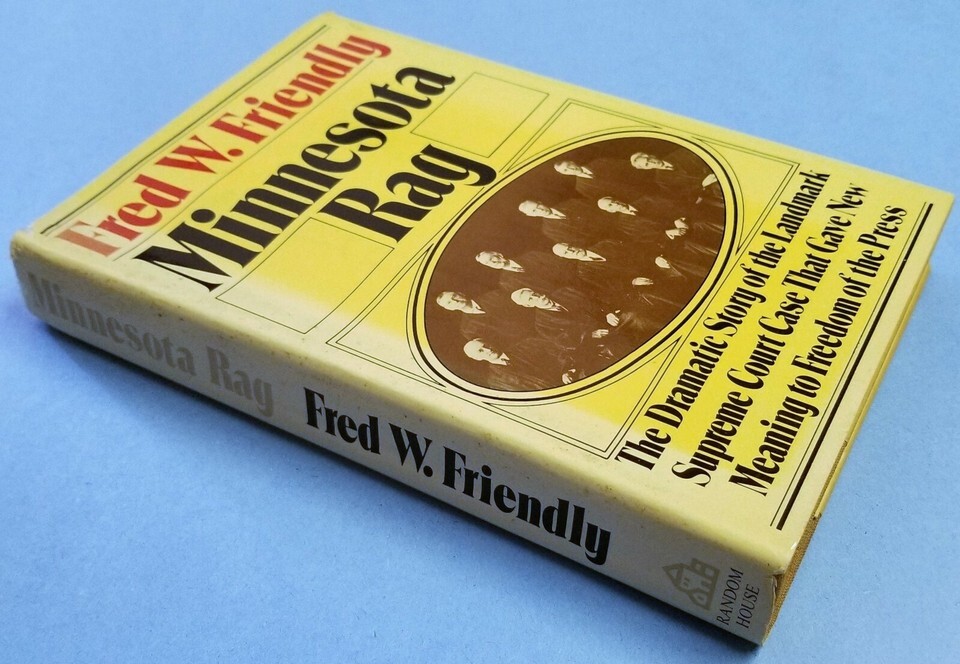 Fred W. Friendly
Minnesota
Rag
The Dramatic Story of the Landmark
Supreme Court Case That Gave New
Meaning to Freedom of the Press
Minnesota Rag
Fred W. Friendly
RANDOM
HOUSE